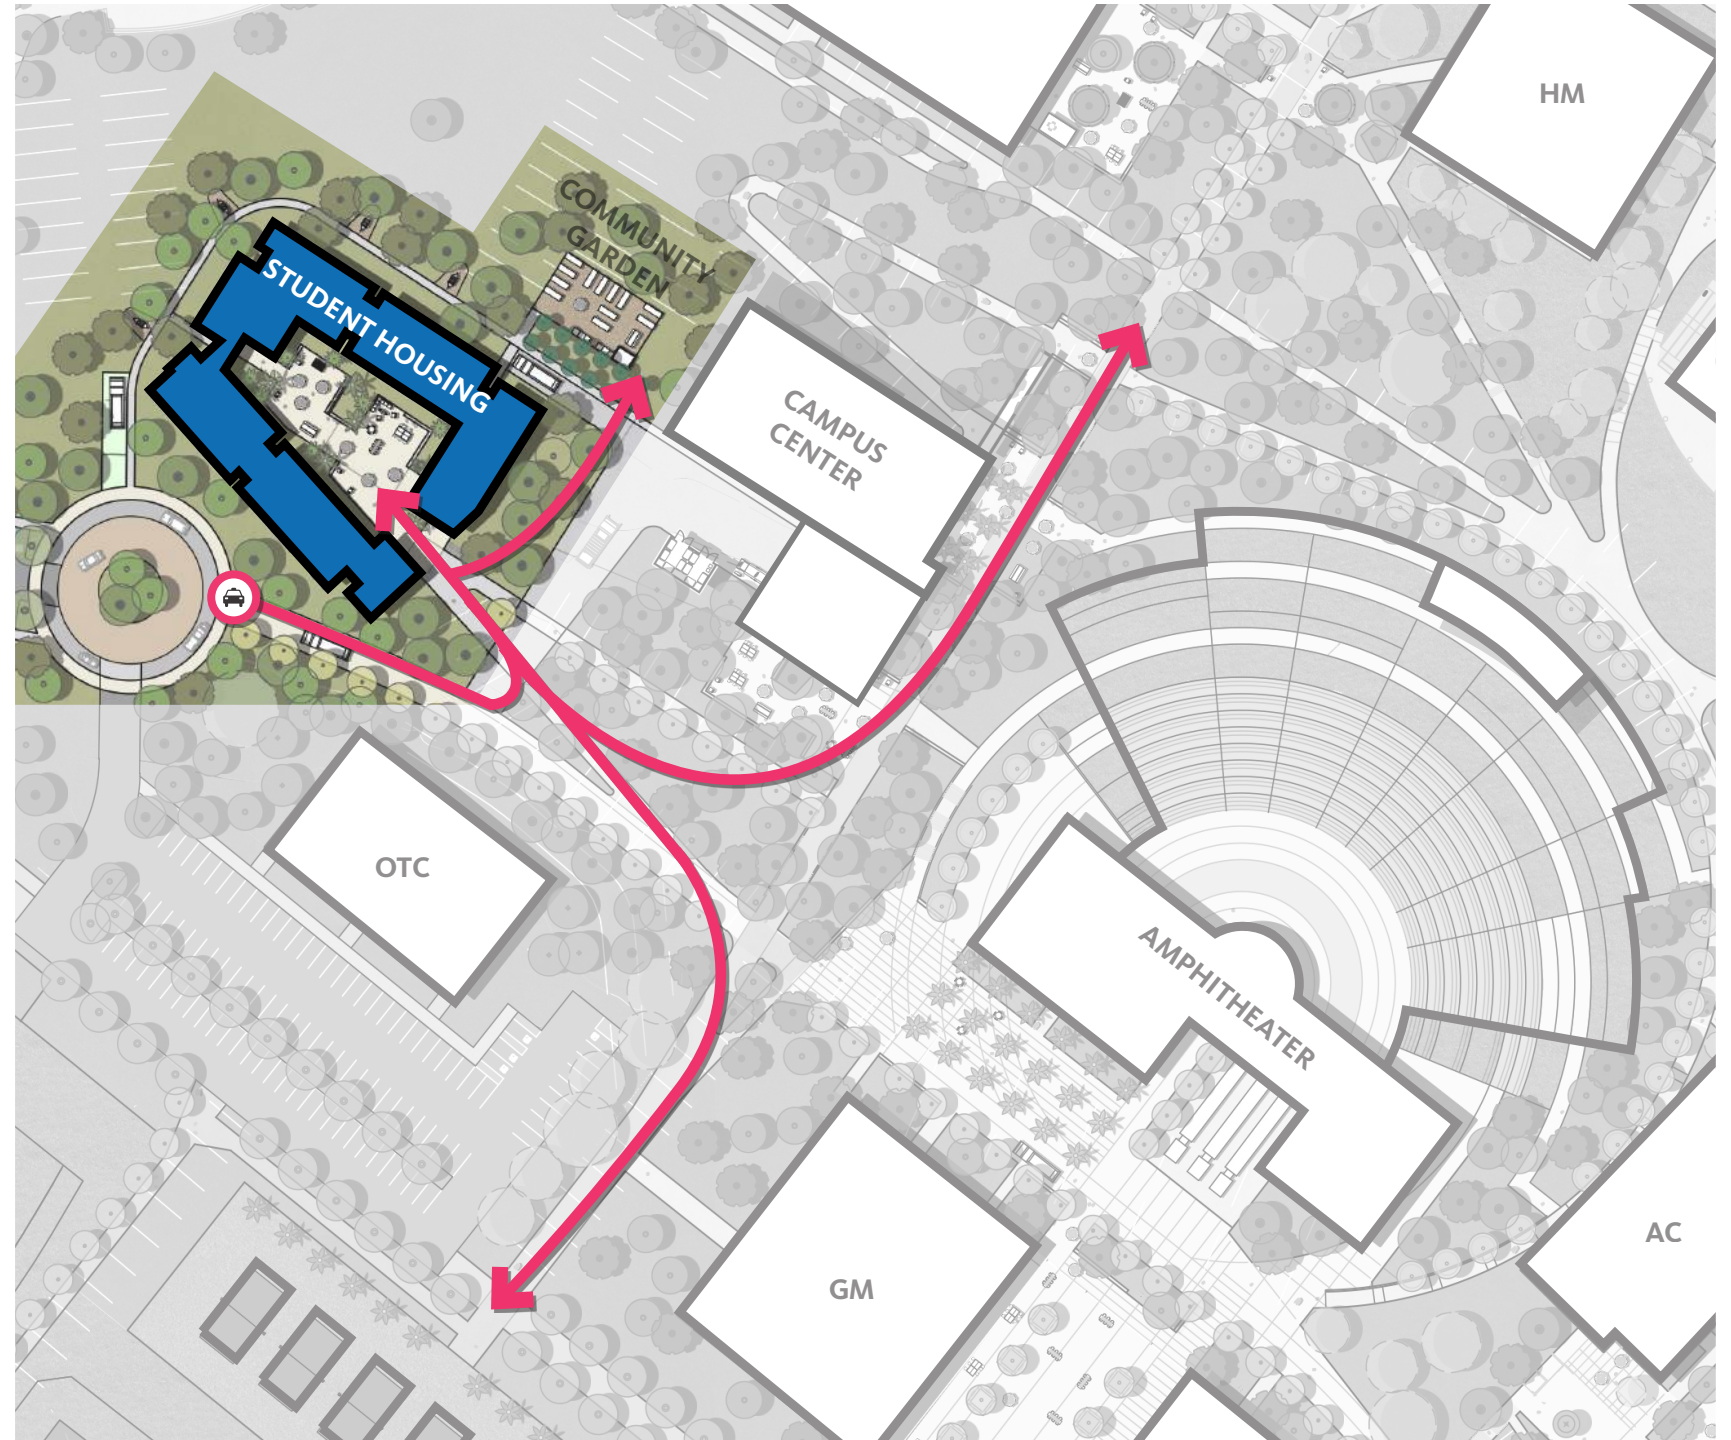 HM
COMMUNITY
GARDEN
STUDENT HOUSING
CAMPUS
CENTER
OTC
AMPHITHEATER
AC
GM